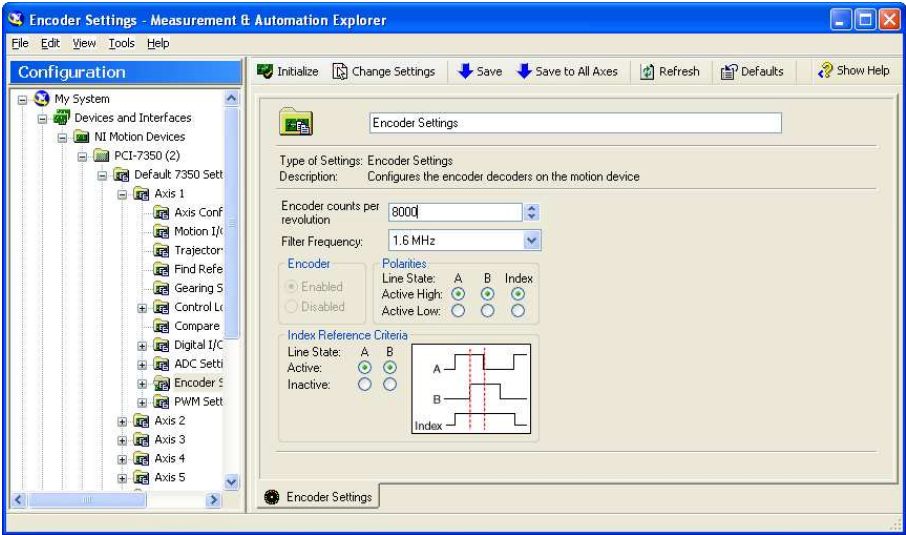 Encoder Settings - Measurement & Automation Explorer
File Edit View Tools Help
Configuration
Initialize Change Settings Save Save to All Axes Refresh Defaults Show Help
My System
Devices and Interfaces
NI Motion Devices
PCI-7350 (2)
Default 7350 Sett
Axis 1
Axis Conf
Motion I/
Trajector
Find Refe
Gearing S
Control Lo
Compare
Digital I/O
ADC Setti
Encoder S
PWM Sett
Axis 2
Axis 3
Axis 4
Axis 5
Encoder Settings
Type of Settings: Encoder Settings
Description: Configures the encoder decoders on the motion device
Encoder counts per revolution 8000
Filter Frequency: 1.6 MHz
Encoder
Enabled
Disabled
Polarities
Line State: A B Index
Active High:
Active Low:
Index Reference Criteria
Line State: A B
Active:
Inactive:
A
B
Index
Encoder Settings